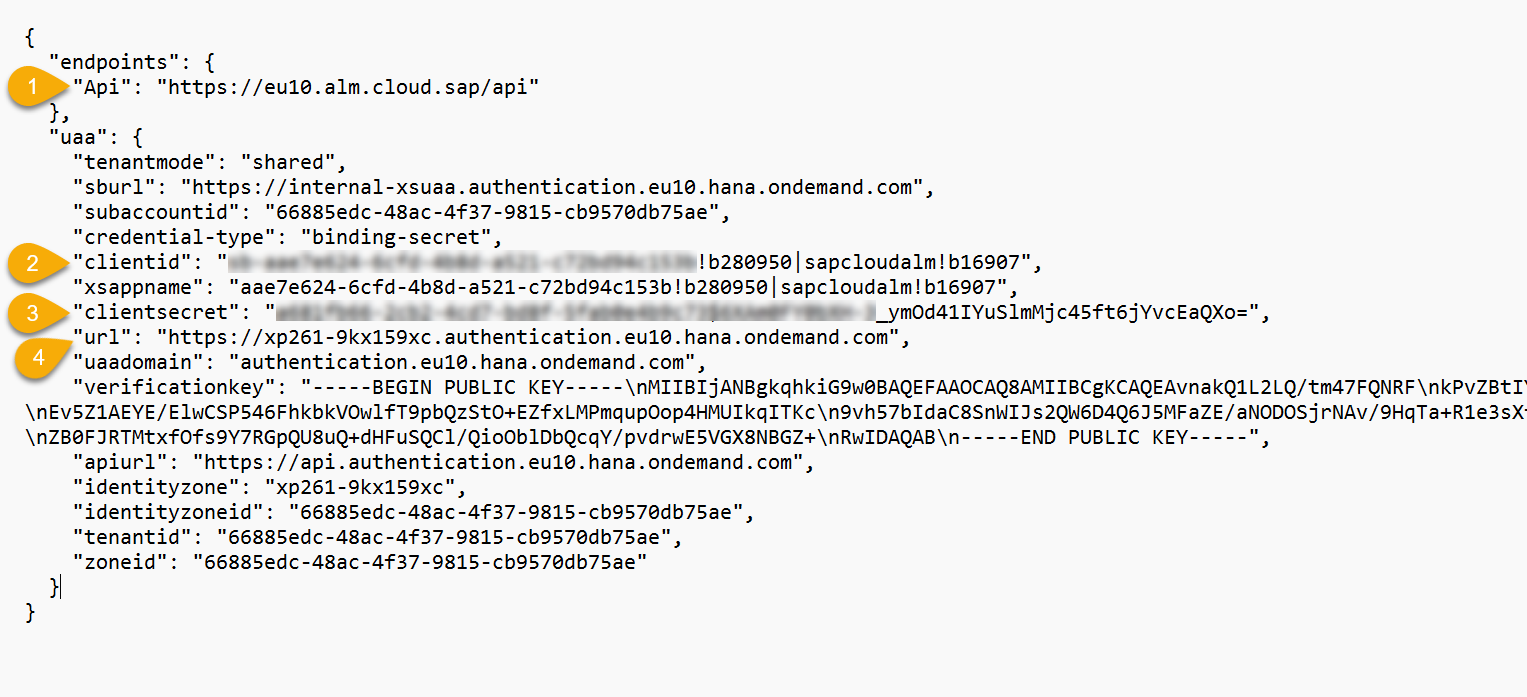 {
"endpoints": {
1 "Api": "https://eu10.alm.cloud.sap/api"
},
"uaa": {
"tenantmode": "shared",
"sburl": "https://internal-xsuaa.authentication.eu10.hana.ondemand.com",
"subaccountid": "66885edc-48ac-4f37-9815-cb9570db75ae",
"credential-type": "binding-secret",
2 "clientid": "!b280950|sapcloudalm!b16907",
"xsappname": "aae7e624-6cfd-4b8d-a521-c72bd94c153b!b280950|sapcloudalm!b16907",
3 "clientsecret": "_ymOd41IYuSlmMjc45ft6jYvcEaQXo=",
4 "url": "https://xp261-9kx159xc.authentication.eu10.hana.ondemand.com",
"uaadomain": "authentication.eu10.hana.ondemand.com",
"verificationkey": "-----BEGIN PUBLIC KEY-----\nMIIBIjANBgkqhkiG9w0BAQEFAAOCAQ8AMIIBCgKCAQEAvnakQ1L2LQ/tm47FQNRF\nkPvZBtIY
\nEv5Z1AEYE/ElwCSP546FhkbkVOwlfT9pbQzStO+EZfxLMPmqupOop4HMUIkqITKc\n9vh57bIdaC8SnWIJs2QW6D4Q6J5MFaZE/aNODOSjrNAv/9HqTa+R1e3sX
\nZB0FJRTMtxfOfs9Y7RGpQU8uQ+dHFuSQCl/QioOblDbQcqY/pvdrwE5VGX8NBGZ+\nRwIDAQAB\n-----END PUBLIC KEY-----",
"apiurl": "https://api.authentication.eu10.hana.ondemand.com",
"identityzone": "xp261-9kx159xc",
"identityzoneid": "66885edc-48ac-4f37-9815-cb9570db75ae",
"tenantid": "66885edc-48ac-4f37-9815-cb9570db75ae",
"zoneid": "66885edc-48ac-4f37-9815-cb9570db75ae"
}
}